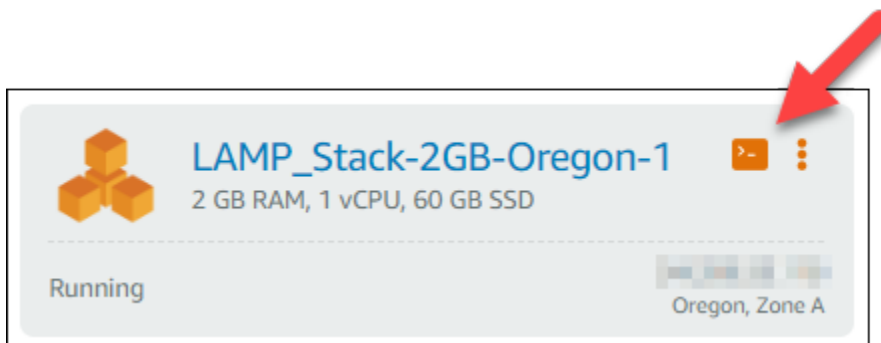 LAMP_Stack-2GB-Oregon-1
2 GB RAM, 1 vCPU, 60 GB SSD
Running
Oregon, Zone A